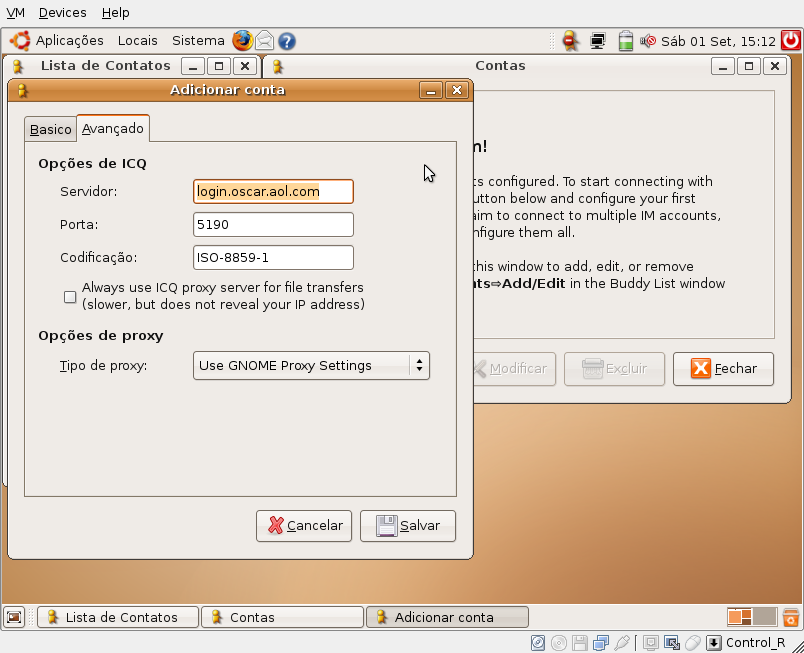 VM Devices Help
Aplicações Locais Sistema Sáb 01 Set, 15:12
Lista de Contatos
Contas
Adicionar conta
Basico Avançado
Opções de ICQ
Servidor: login.oscar.aol.com
Porta: 5190
Codificação: ISO-8859-1
Always use ICQ proxy server for file transfers
(slower, but does not reveal your IP address)
Opções de proxy
Tipo de proxy: Use GNOME Proxy Settings
Cancelar Salvar
m!
ts configured. To start connecting with
utton below and configure your first
aim to connect to multiple IM accounts,
nfigure them all.
this window to add, edit, or remove
nts⇨Add/Edit in the Buddy List window
Modificar Excluir Fechar
Lista de Contatos Contas Adicionar conta
Control_R